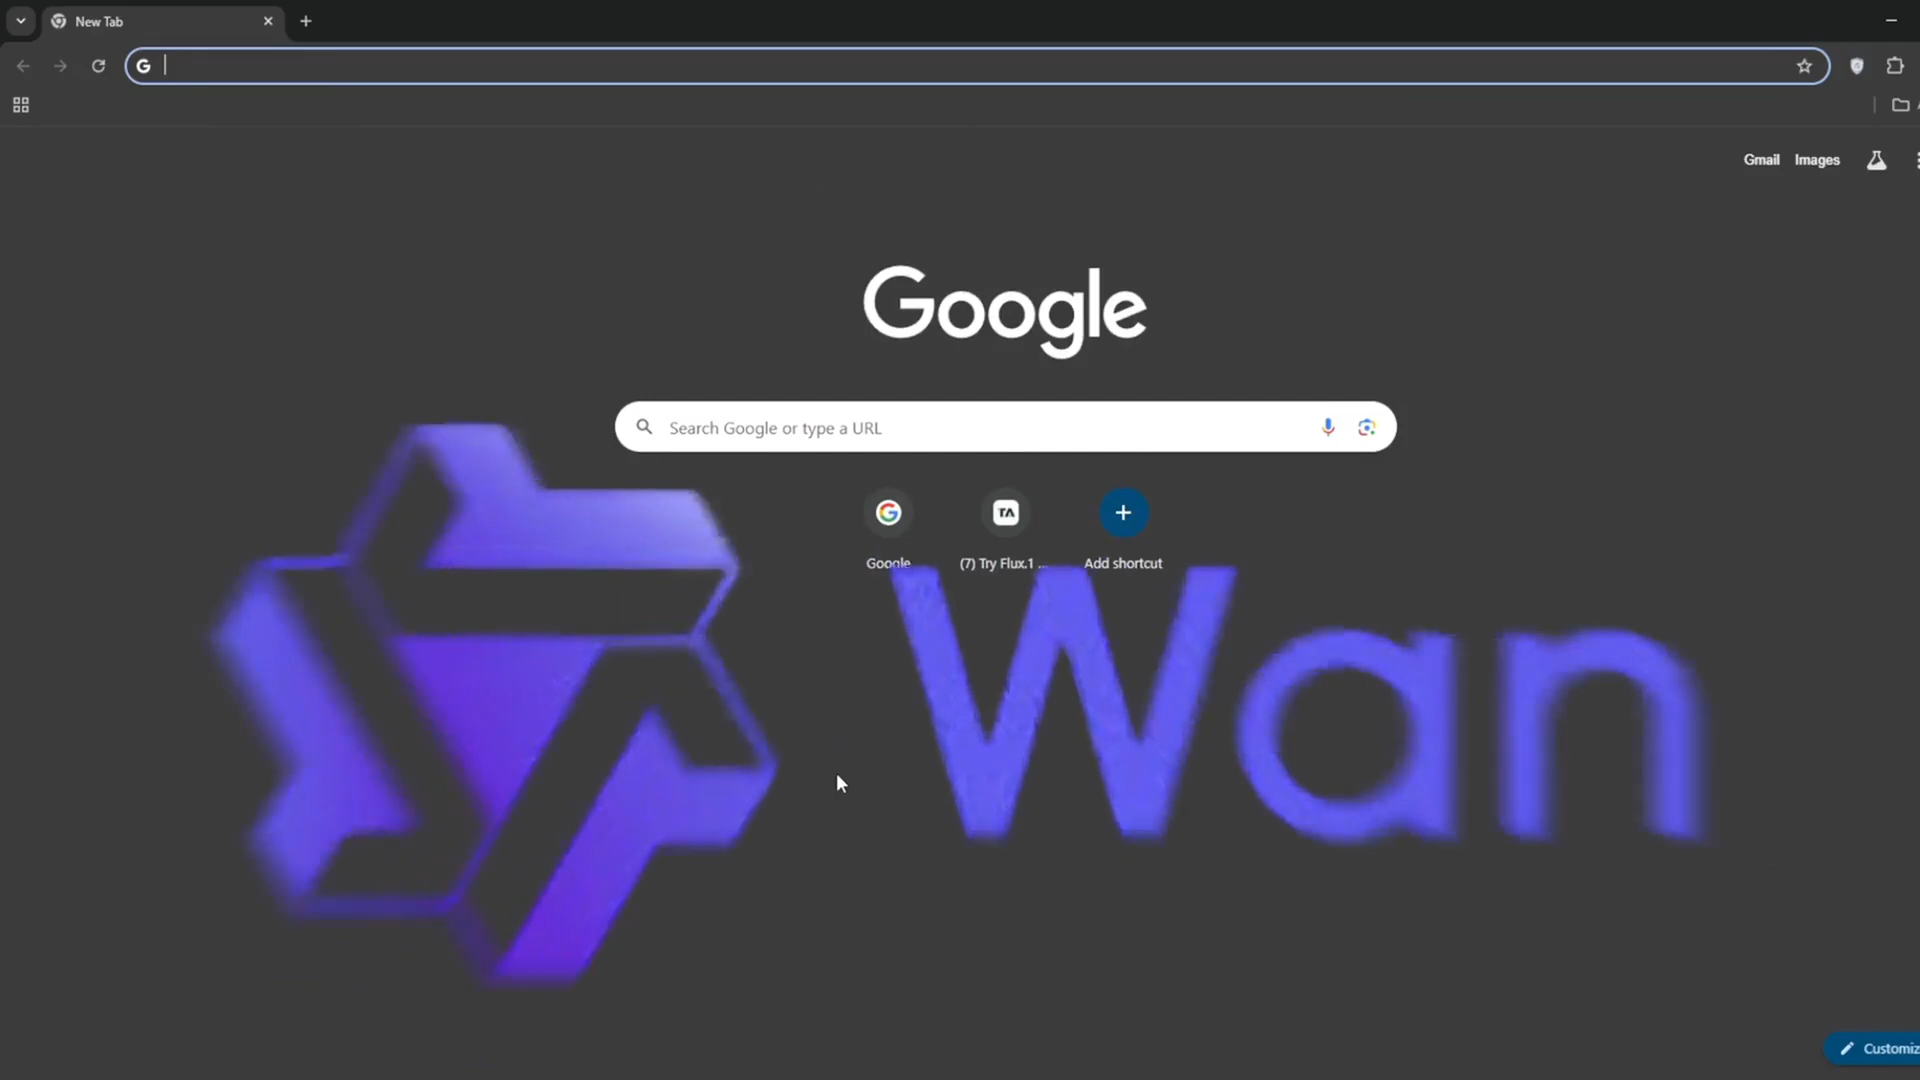 New Tab
Gmail Images
Google
Search Google or type a URL
TA
Google (7) Try Flux.1 ... Add shortcut
Wan
Customiz